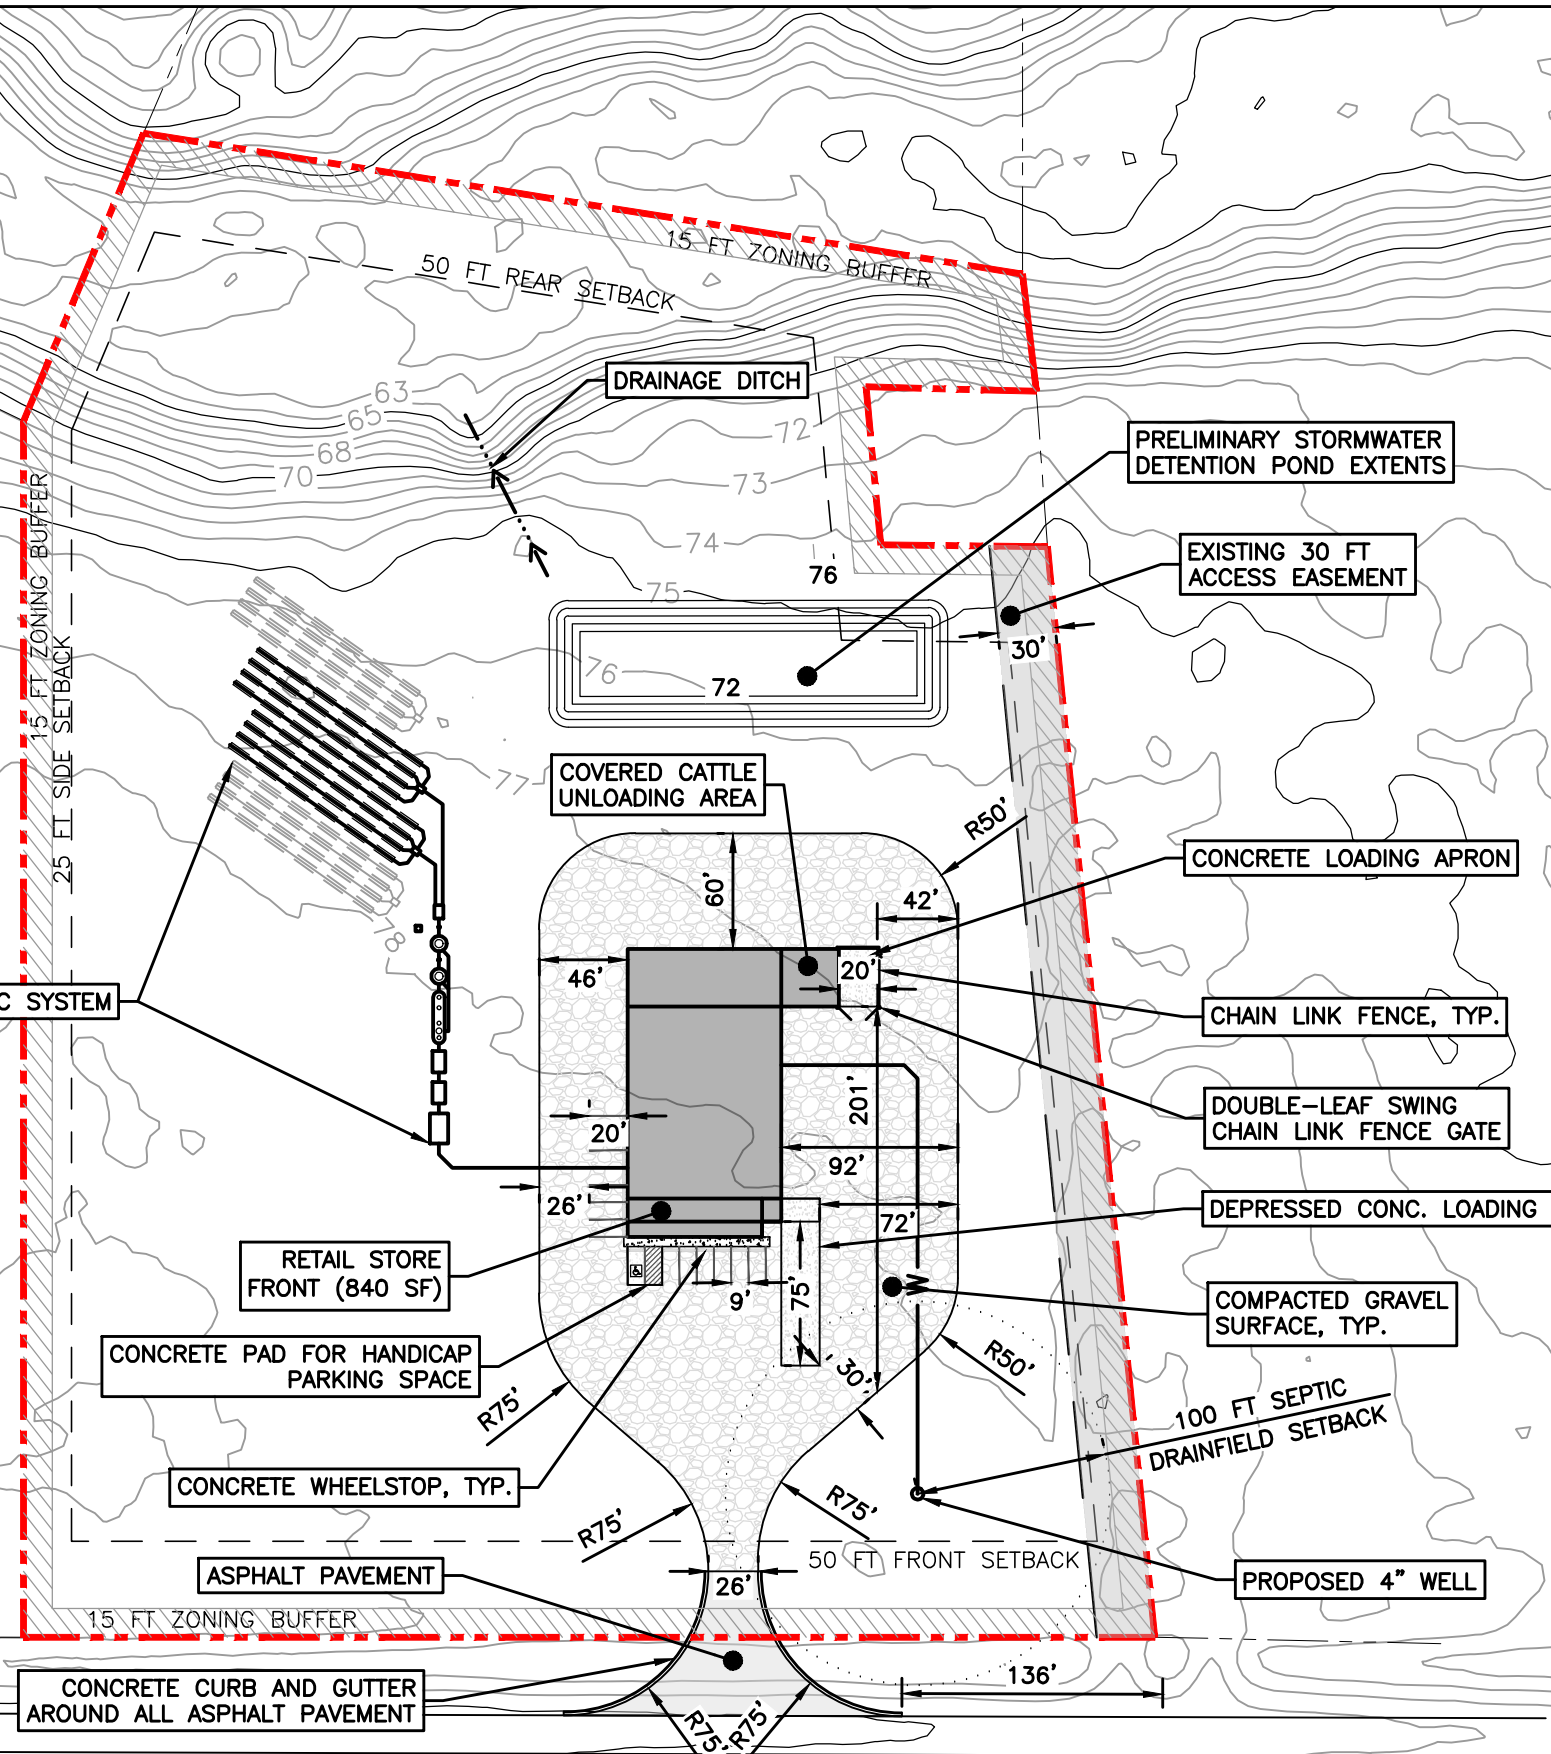 15 FT ZONING BUFFER
50 FT REAR SETBACK
DRAINAGE DITCH
63
65
68
70
72
73
74
75
76
76
72
77
78
PRELIMINARY STORMWATER
DETENTION POND EXTENTS
EXISTING 30 FT
ACCESS EASEMENT
30'
15 FT ZONING BUFFER
25 FT SIDE SETBACK
COVERED CATTLE
UNLOADING AREA
R50'
CONCRETE LOADING APRON
60'
42'
46'
20'
C SYSTEM
CHAIN LINK FENCE, TYP.
DOUBLE-LEAF SWING
CHAIN LINK FENCE GATE
201'
20'
92'
26'
72'
DEPRESSED CONC. LOADING
RETAIL STORE
FRONT (840 SF)
9'
75'
W
COMPACTED GRAVEL
SURFACE, TYP.
CONCRETE PAD FOR HANDICAP
PARKING SPACE
R50'
30'
R75'
100 FT SEPTIC
DRAINFIELD SETBACK
CONCRETE WHEELSTOP, TYP.
R75'
R75'
50 FT FRONT SETBACK
ASPHALT PAVEMENT
26'
PROPOSED 4" WELL
15 FT ZONING BUFFER
CONCRETE CURB AND GUTTER
AROUND ALL ASPHALT PAVEMENT
136'
R75'
R75'